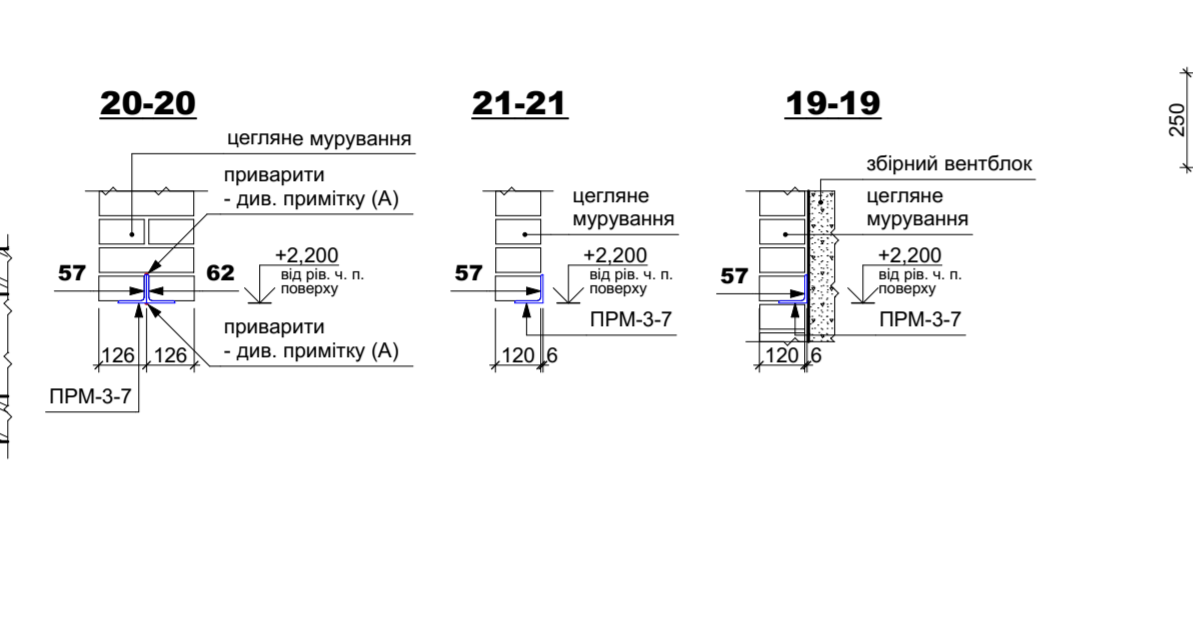 20-20
цегляне мурування
приварити
- див. примітку (А)
57
62
+2,200
від рів. ч. п.
поверху
приварити
- див. примітку (А)
126
126
ПРМ-3-7
21-21
цегляне
мурування
57
+2,200
від рів. ч. п.
поверху
ПРМ-3-7
120
6
19-19
збірний вентблок
цегляне
мурування
57
+2,200
від рів. ч. п.
поверху
ПРМ-3-7
120
6
250